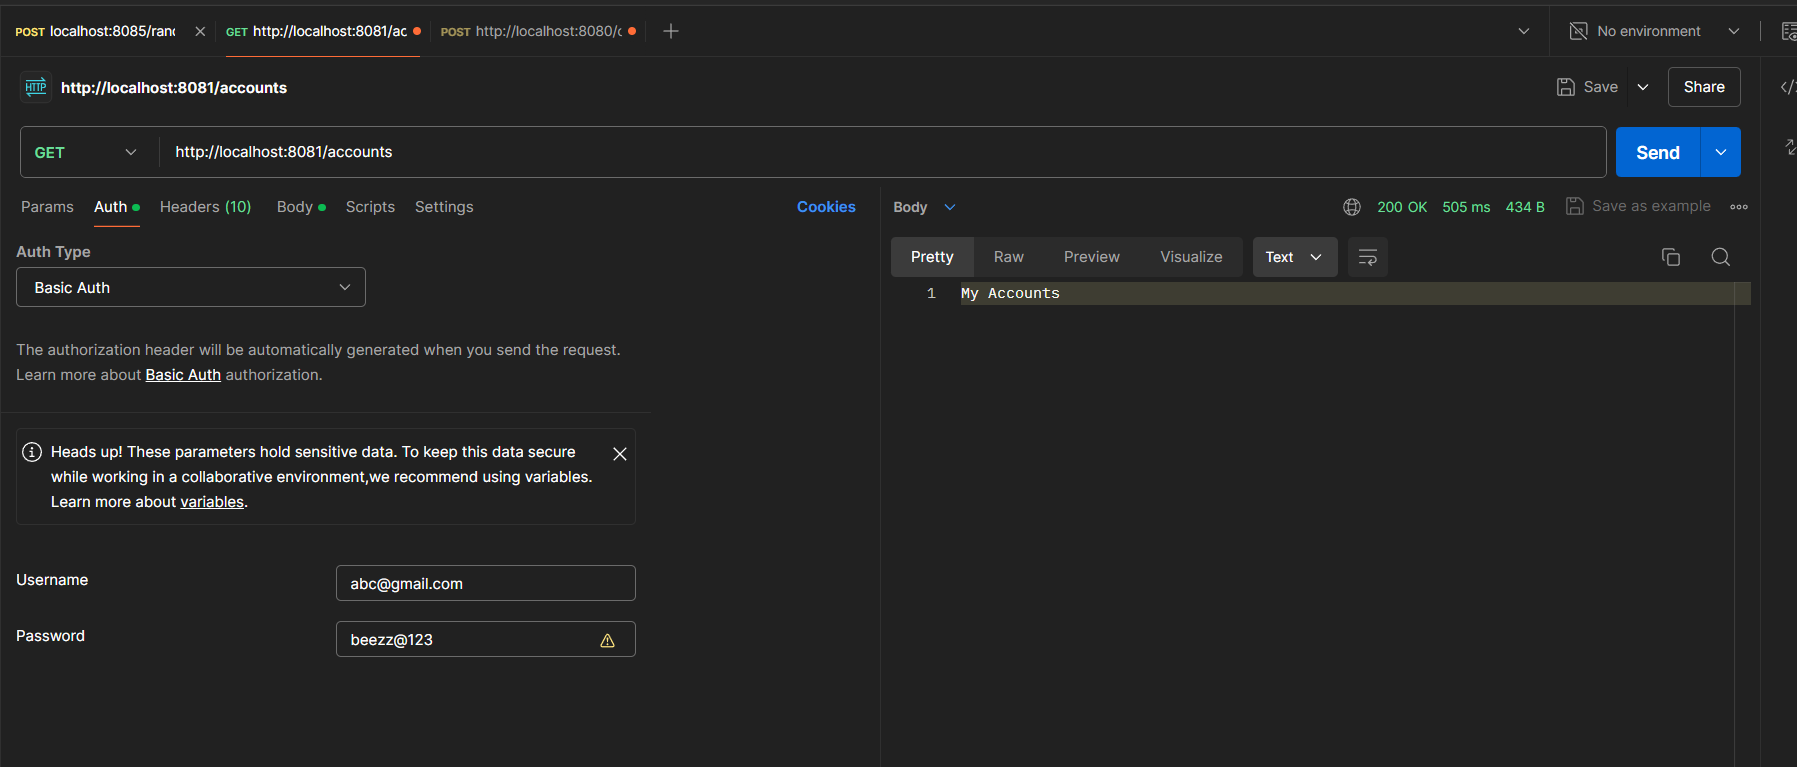 POST localhost:8085/ranc
GET http://localhost:8081/ac
POST http://localhost:8080/c
No environment
HTTP http://localhost:8081/accounts
Save
Share
GET http://localhost:8081/accounts
Send
Params Auth Headers (10) Body Scripts Settings Cookies
Body 200 OK 505 ms 434 B Save as example
Auth Type
Basic Auth
The authorization header will be automatically generated when you send the request.
Learn more about Basic Auth authorization.
Heads up! These parameters hold sensitive data. To keep this data secure
while working in a collaborative environment,we recommend using variables.
Learn more about variables.
Username abc@gmail.com
Password beezz@123
Pretty Raw Preview Visualize Text
1 My Accounts